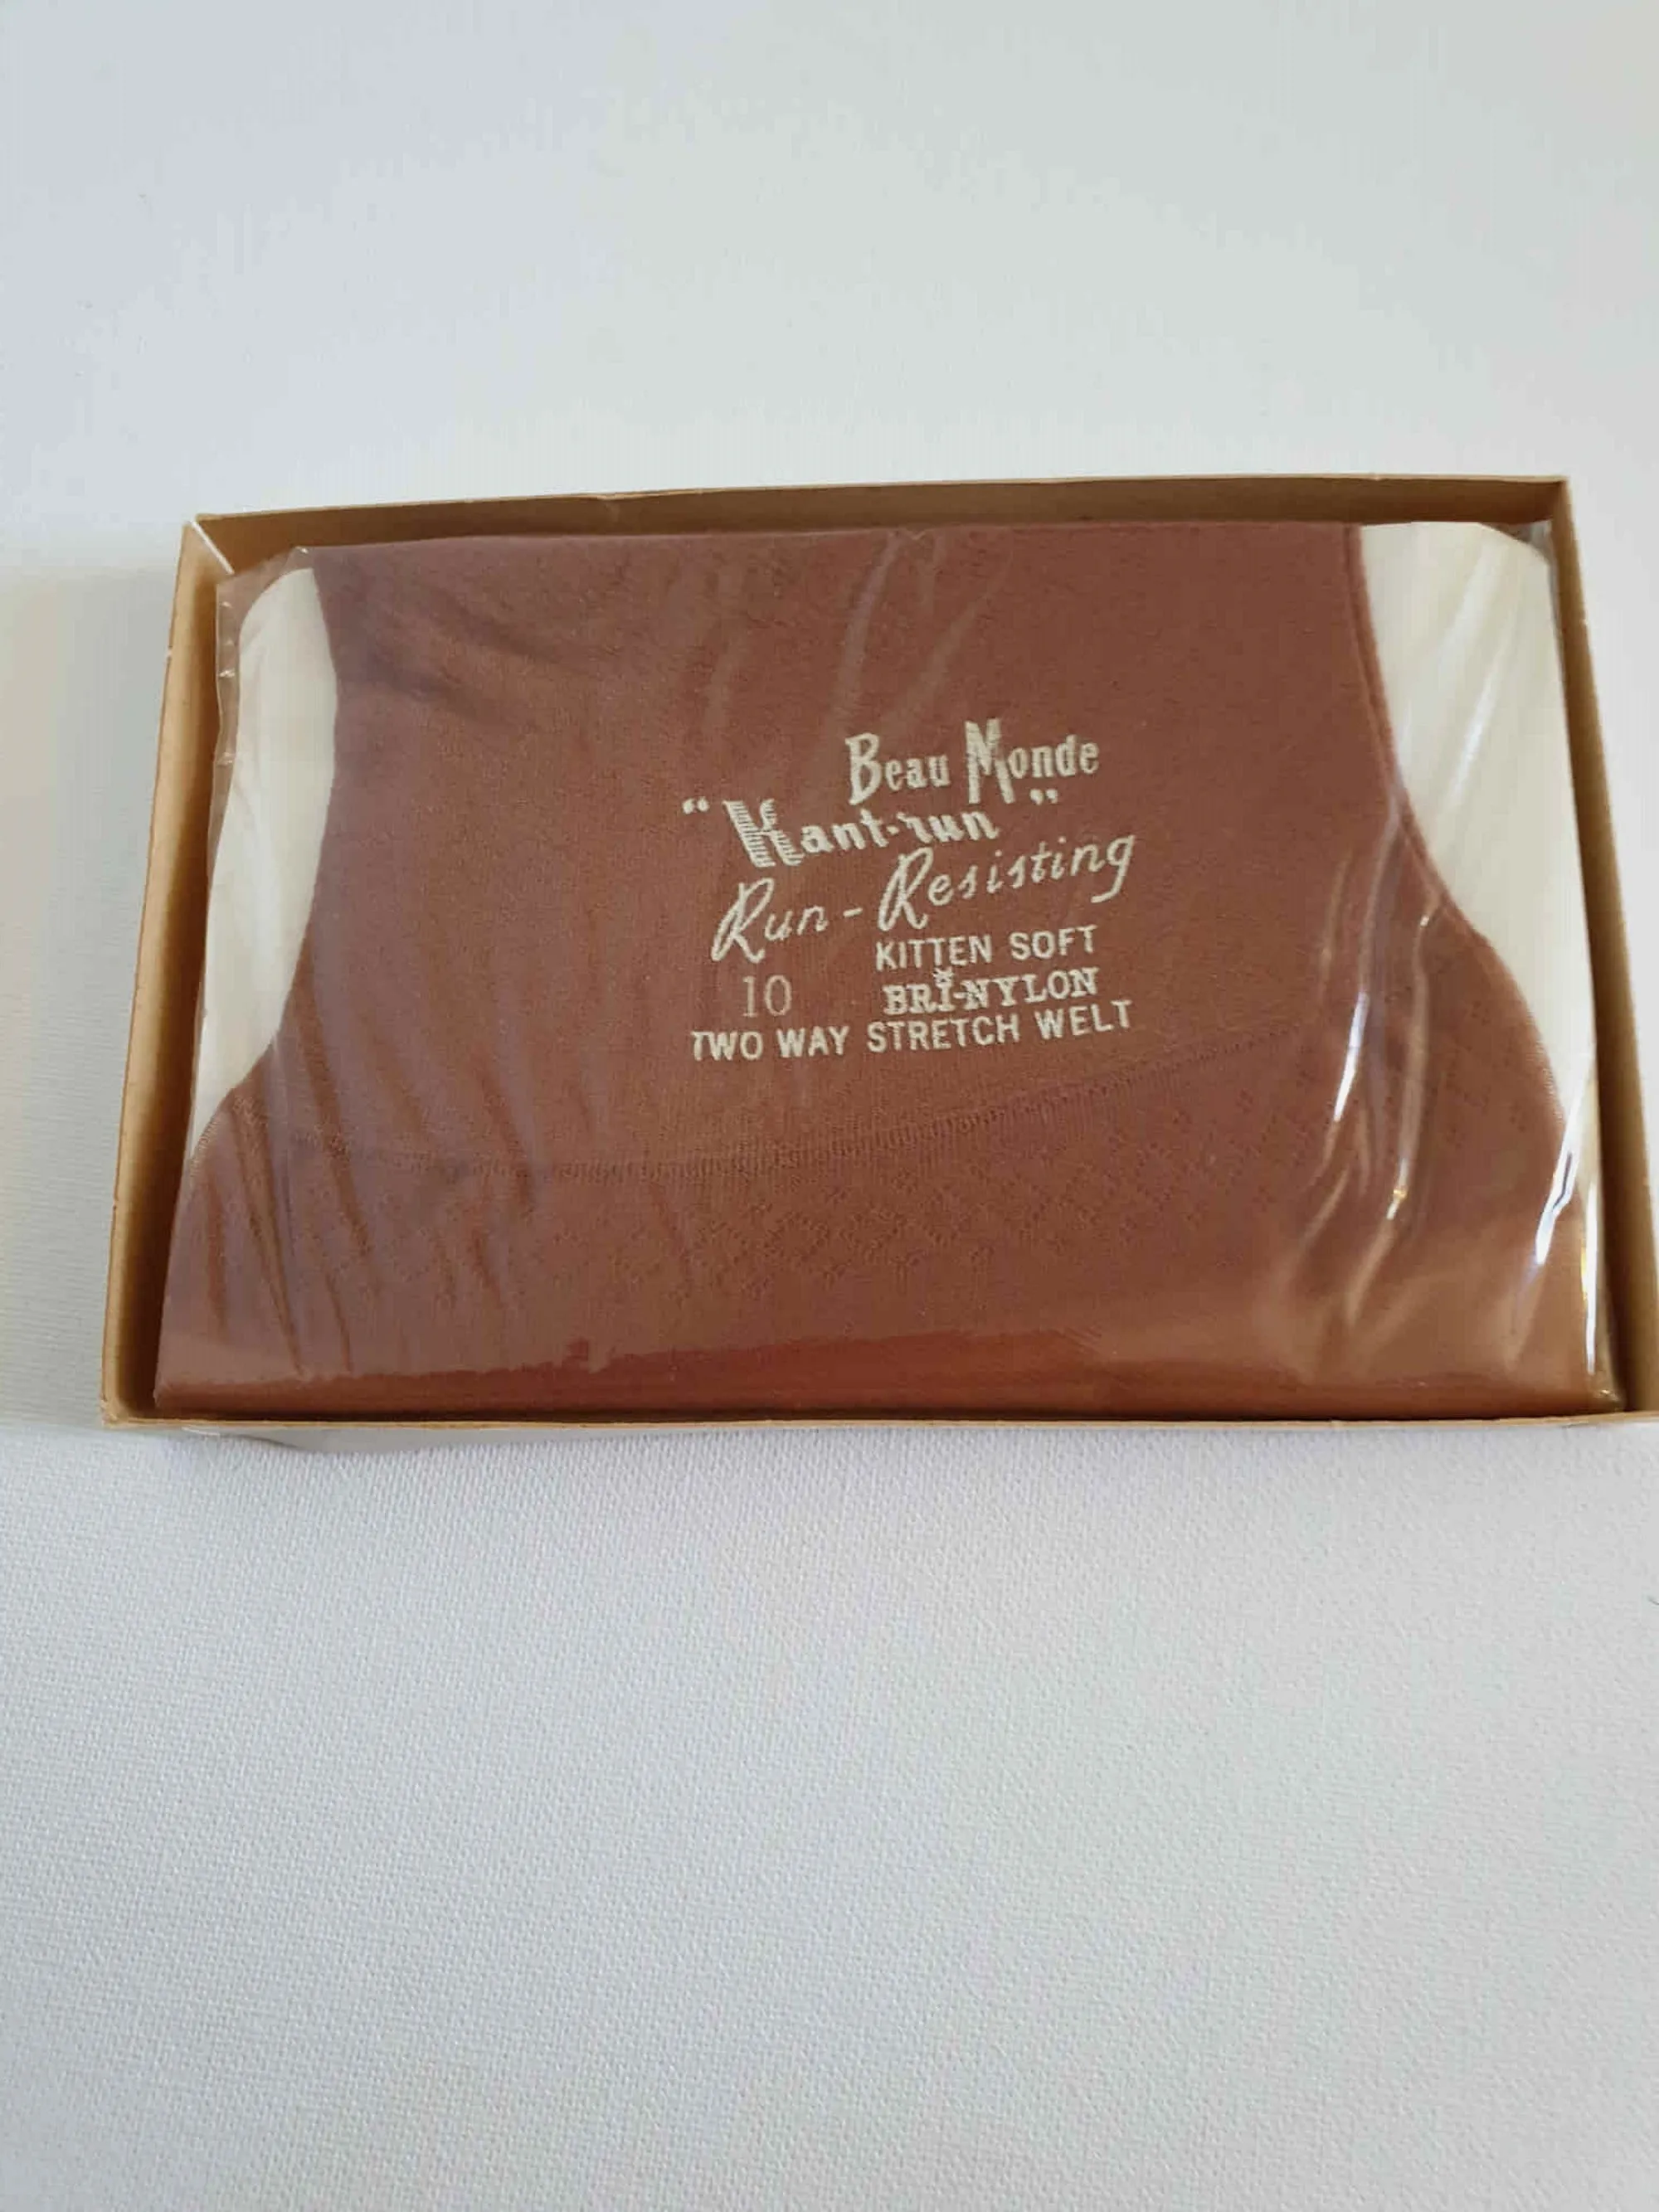 Beau Monde
"Kant-run"
Run-Resisting
KITTEN SOFT
10 BRI-NYLON
TWO WAY STRETCH WELT